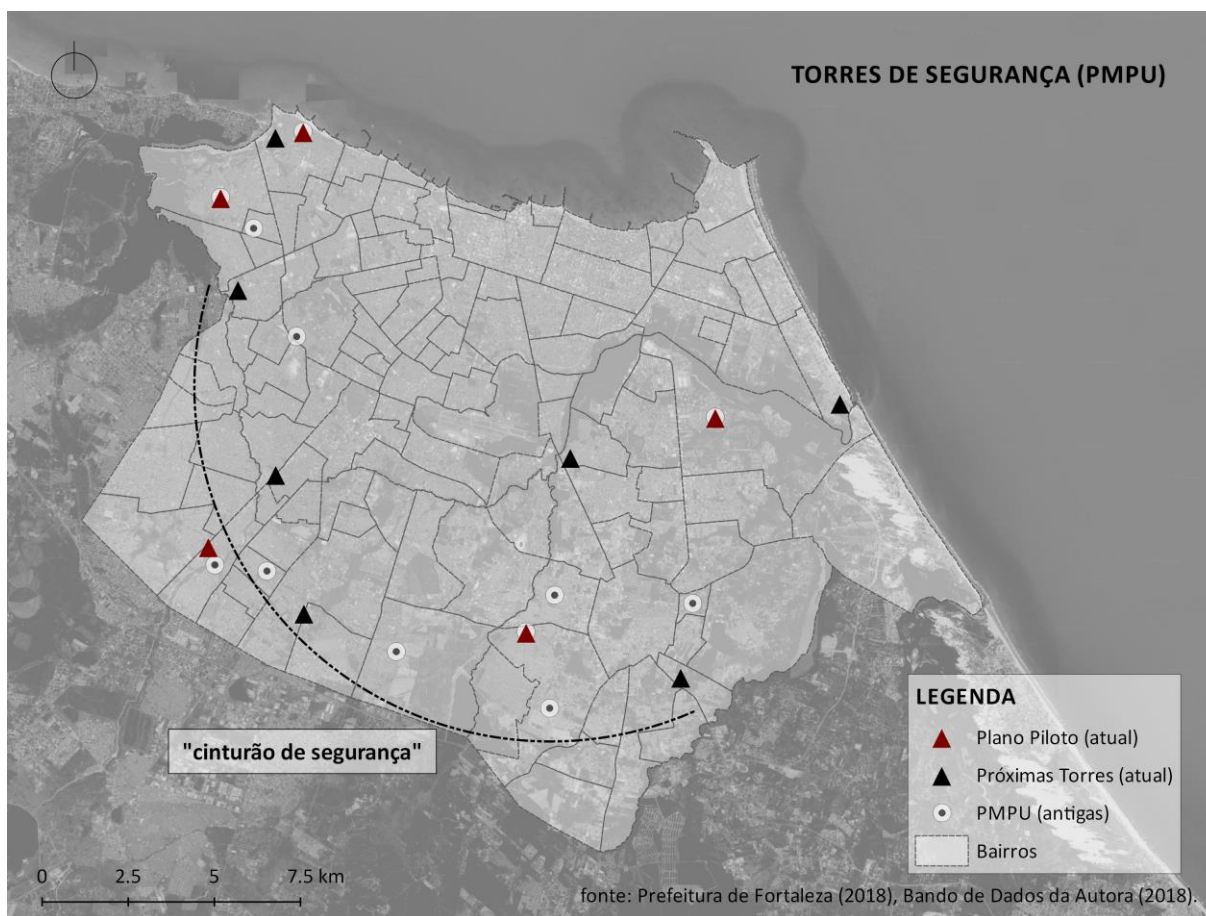 TORRES DE SEGURANÇA (PMPU)
"cinturão de segurança"
LEGENDA
Plano Piloto (atual)
Próximas Torres (atual)
PMPU (antigas)
Bairros
0 2.5 5 7.5 km
fonte: Prefeitura de Fortaleza (2018), Bando de Dados da Autora (2018).